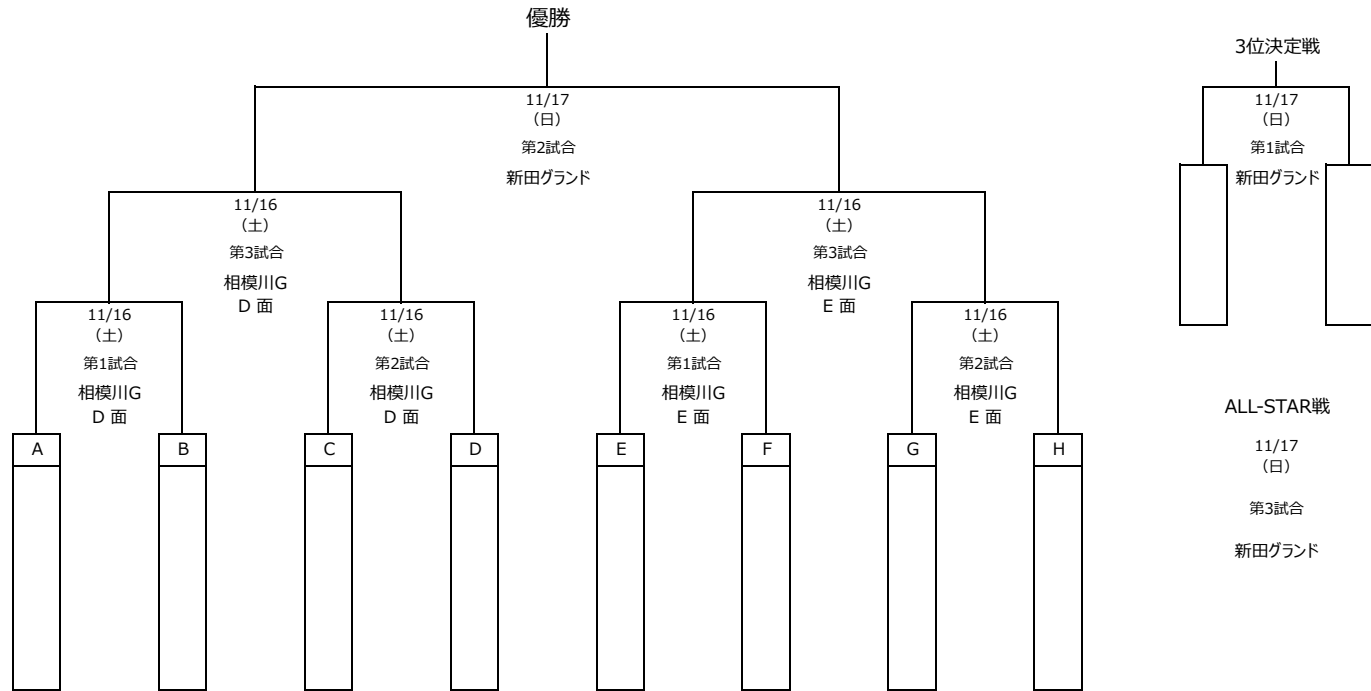 優勝
3位決定戦
11/17
（日）
第2試合
新田グランド
11/17
（日）
第1試合
新田グランド
11/16
（土）
第3試合
相模川G
D 面
11/16
（土）
第3試合
相模川G
E 面
11/16
（土）
第1試合
相模川G
D 面
11/16
（土）
第2試合
相模川G
D 面
11/16
（土）
第1試合
相模川G
E 面
11/16
（土）
第2試合
相模川G
E 面
A
B
C
D
E
F
G
H
ALL-STAR戦
11/17
（日）
第3試合
新田グランド